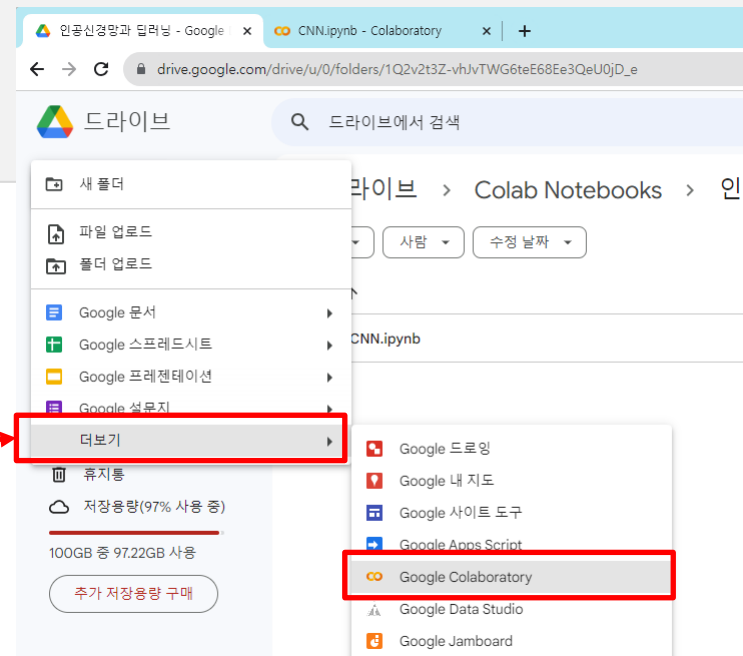 인공신경망과 딥러닝 - Google
CNN.ipynb - Colaboratory
drive.google.com/drive/u/0/folders/1Q2v2t3Z-vhJvTWG6teE68Ee3QeU0jD_e
드라이브
드라이브에서 검색
새 폴더
파일 업로드
폴더 업로드
Google 문서
Google 스프레드시트
Google 프레젠테이션
Google 설문지
더보기
라이브 > Colab Notebooks > 인
사람
수정 날짜
CNN.ipynb
Google 드로잉
Google 내 지도
Google 사이트 도구
Google Apps Script
Google Colaboratory
Google Data Studio
Google Jamboard
휴지통
저장용량(97% 사용 중)
100GB 중 97.22GB 사용
추가 저장용량 구매